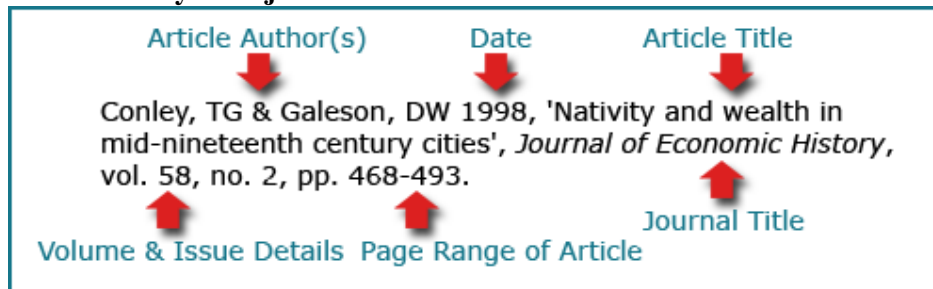 Article Author(s) Date Article Title
Conley, TG & Galeson, DW 1998, 'Nativity and wealth in
mid-nineteenth century cities', Journal of Economic History,
vol. 58, no. 2, pp. 468-493.
Journal Title
Volume & Issue Details Page Range of Article